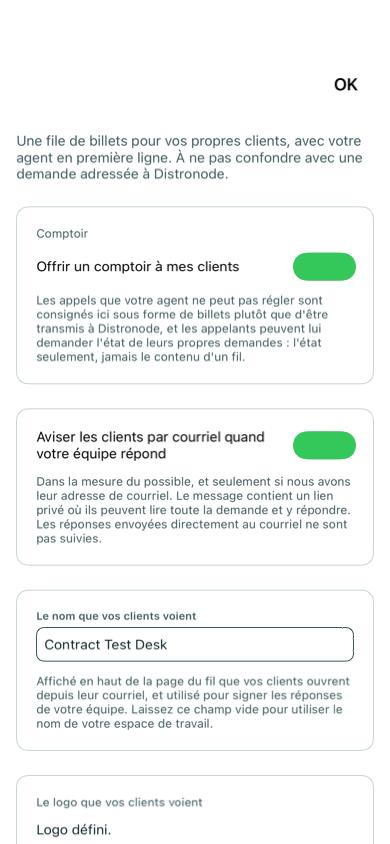 OK
Une file de billets pour vos propres clients, avec votre
agent en première ligne. À ne pas confondre avec une
demande adressée à Distronode.
Comptoir
Offrir un comptoir à mes clients
Les appels que votre agent ne peut pas régler sont
consignés ici sous forme de billets plutôt que d'être
transmis à Distronode, et les appelants peuvent lui
demander l'état de leurs propres demandes : l'état
seulement, jamais le contenu d'un fil.
Aviser les clients par courriel quand
votre équipe répond
Dans la mesure du possible, et seulement si nous avons
leur adresse de courriel. Le message contient un lien
privé où ils peuvent lire toute la demande et y répondre.
Les réponses envoyées directement au courriel ne sont
pas suivies.
Le nom que vos clients voient
Contract Test Desk
Affiché en haut de la page du fil que vos clients ouvrent
depuis leur courriel, et utilisé pour signer les réponses
de votre équipe. Laissez ce champ vide pour utiliser le
nom de votre espace de travail.
Le logo que vos clients voient
Logo défini.